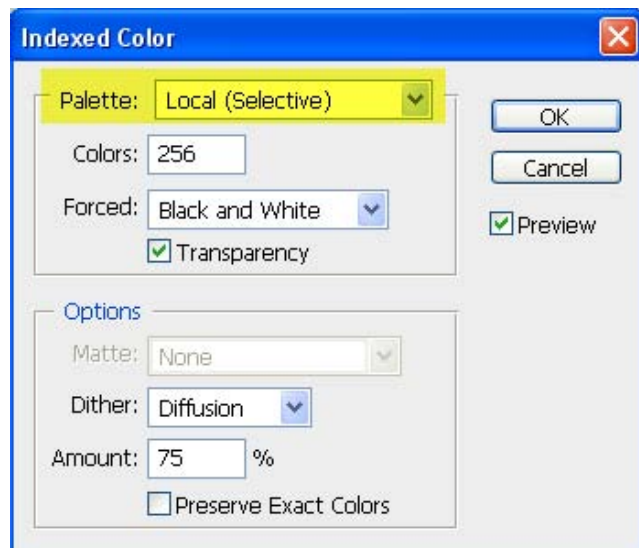 Indexed Color
Palette: Local (Selective)
OK
Colors: 256
Cancel
Forced: Black and White
Preview
Transparency
Options
Matte: None
Dither: Diffusion
Amount: 75 %
Preserve Exact Colors